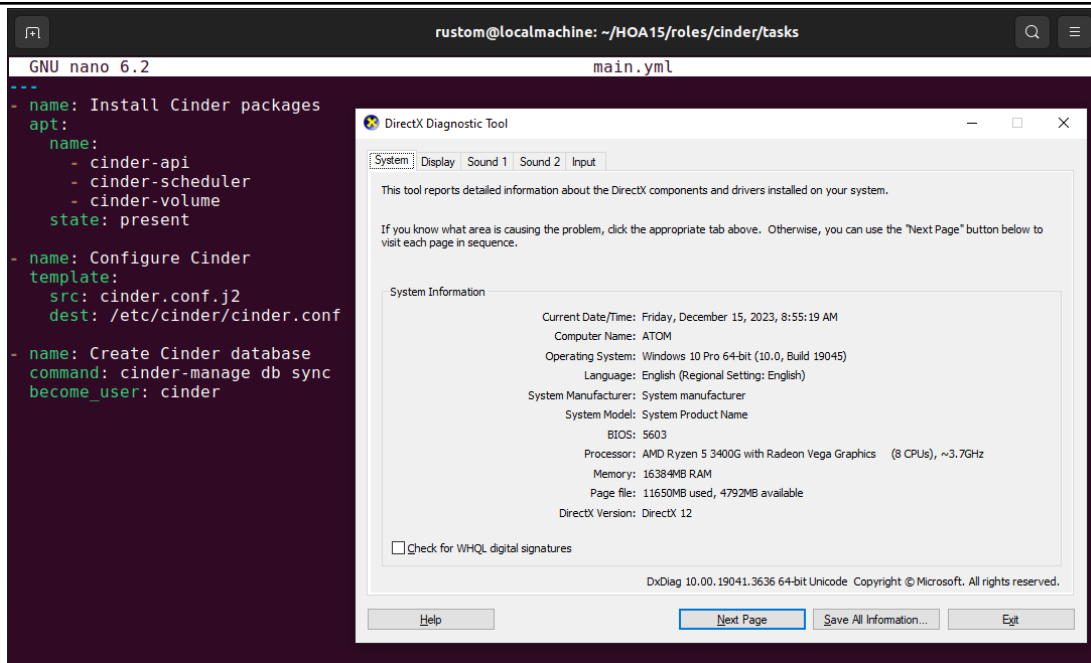 rustom@localmachine: ~/HOA15/roles/cinder/tasks
GNU nano 6.2 main.yml
---
- name: Install Cinder packages
  apt:
    name:
      - cinder-api
      - cinder-scheduler
      - cinder-volume
    state: present
- name: Configure Cinder
  template:
    src: cinder.conf.j2
    dest: /etc/cinder/cinder.conf
- name: Create Cinder database
  command: cinder-manage db sync
  become_user: cinder
DirectX Diagnostic Tool
System Display Sound 1 Sound 2 Input
This tool reports detailed information about the DirectX components and drivers installed on your system.
If you know what area is causing the problem, click the appropriate tab above. Otherwise, you can use the "Next Page" button below to
visit each page in sequence.
System Information
Current Date/Time: Friday, December 15, 2023, 8:55:19 AM
Computer Name: ATOM
Operating System: Windows 10 Pro 64-bit (10.0, Build 19045)
Language: English (Regional Setting: English)
System Manufacturer: System manufacturer
System Model: System Product Name
BIOS: 5603
Processor: AMD Ryzen 5 3400G with Radeon Vega Graphics (8 CPUs), ~3.7GHz
Memory: 16384MB RAM
Page file: 11650MB used, 4792MB available
DirectX Version: DirectX 12
Check for WHQL digital signatures
DxDiag 10.00.19041.3636 64-bit Unicode Copyright © Microsoft. All rights reserved.
Help Next Page Save All Information... Exit